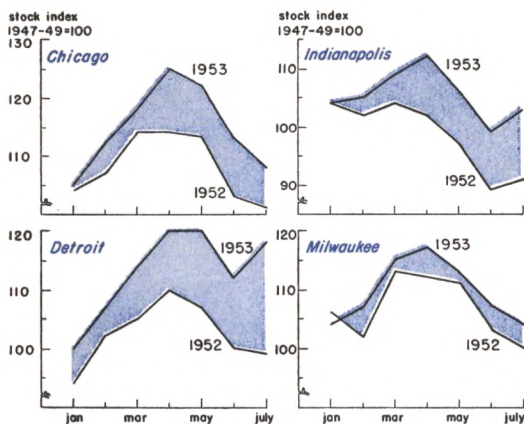 stock index
1947-49=100
130
Chicago
1953
120
110
1952
stock index
1947-49=100
Indianapolis
110
1953
100
1952
90
120
Detroit
1953
110
1952
100
jan
mar
may
july
120
Milwaukee
1953
110
1952
100
jan
mar
may
july